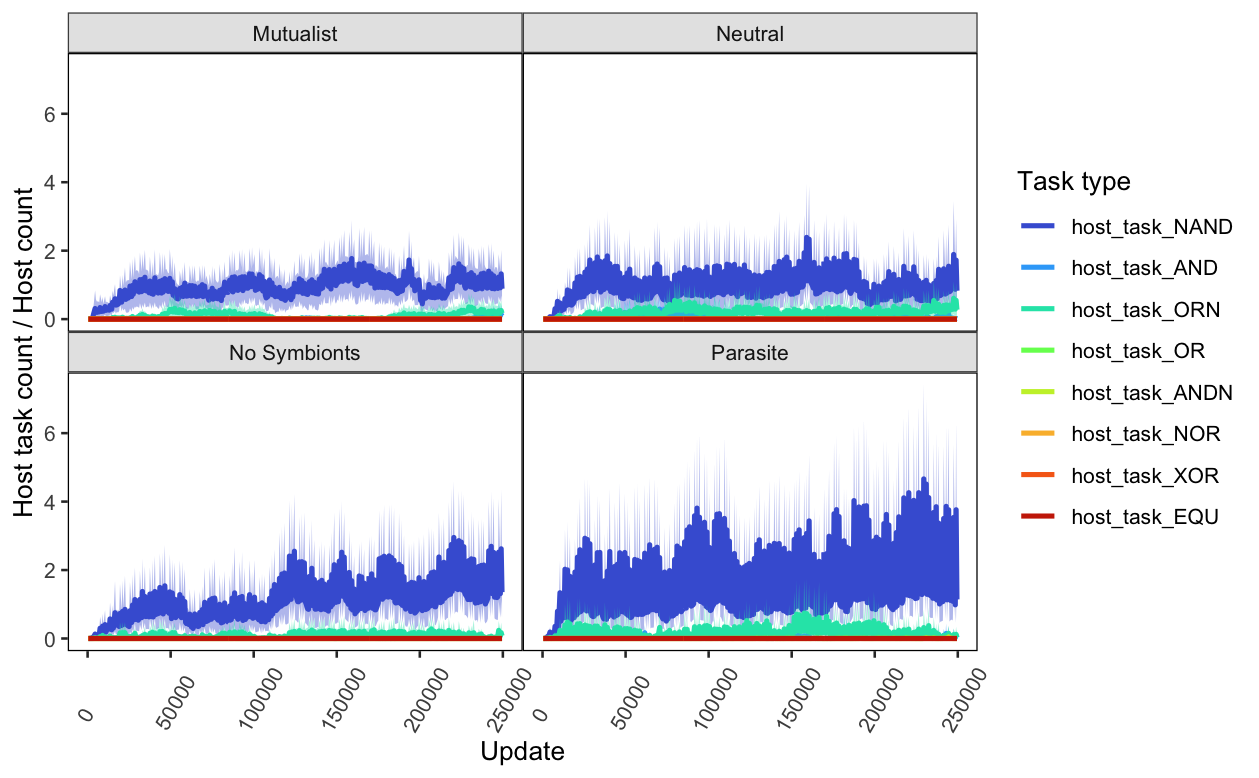 Mutualist
Neutral
6
4
2
0
No Symbionts
Parasite
6
4
2
0
Host task count / Host count
0
50000
100000
150000
200000
250000
0
50000
100000
150000
200000
250000
Update
Task type
host_task_NAND
host_task_AND
host_task_ORN
host_task_OR
host_task_ANDN
host_task_NOR
host_task_XOR
host_task_EQU